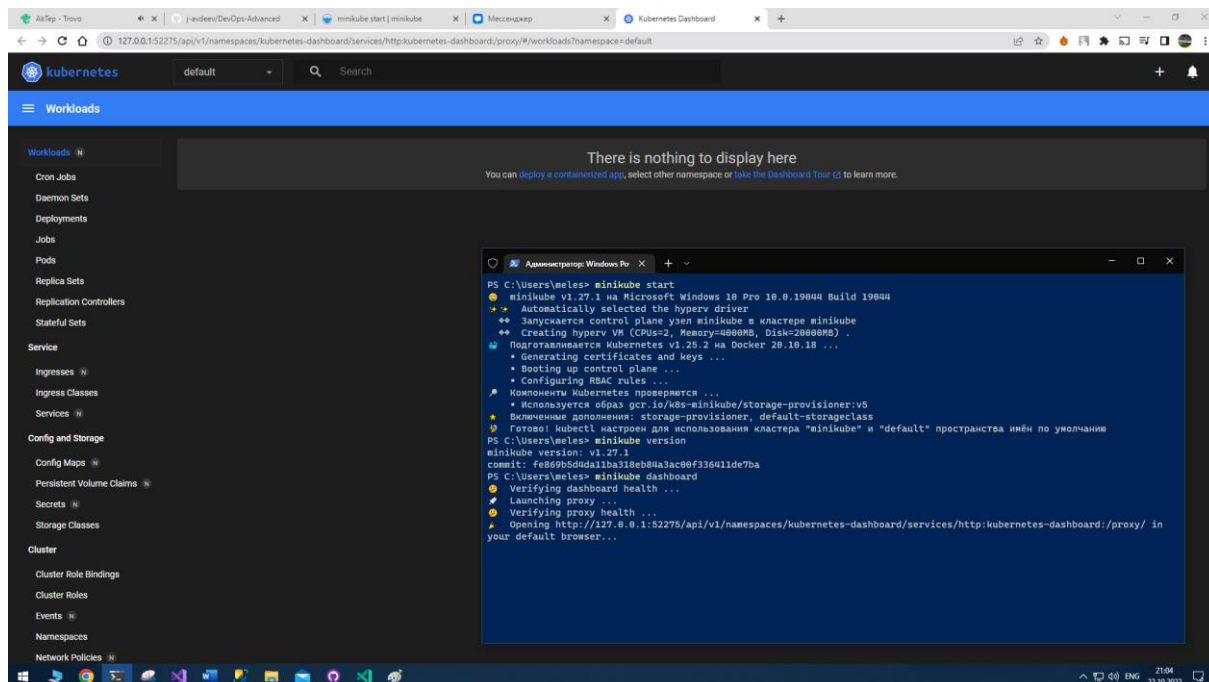 AkTep - Trovo
j-avdeev/DevOps-Advanced
minikube start | minikube
Мессенджер
Kubernetes Dashboard
127.0.0.1:52275/api/v1/namespaces/kubernetes-dashboard/services/http:kubernetes-dashboard:/proxy/#/workloads?namespace=default
kubernetes
default
Search
Workloads
Workloads N
Cron Jobs
Daemon Sets
Deployments
Jobs
Pods
Replica Sets
Replication Controllers
Stateful Sets
Service
Ingresses N
Ingress Classes
Services N
Config and Storage
Config Maps N
Persistent Volume Claims N
Secrets N
Storage Classes
Cluster
Cluster Role Bindings
Cluster Roles
Events N
Namespaces
Network Policies N
There is nothing to display here
You can deploy a containerized app, select other namespace or take the Dashboard Tour to learn more.
Администратор: Windows Po
PS C:\Users\meles> minikube start
minikube v1.27.1 на Microsoft Windows 10 Pro 10.0.19044 Build 19044
Automatically selected the hyperv driver
Запускается control plane узел minikube в кластере minikube
Creating hyperv VM (CPUs=2, Memory=4000MB, Disk=20000MB) .
Подготавливается Kubernetes v1.25.2 на Docker 20.10.18 ...
• Generating certificates and keys ...
• Booting up control plane ...
• Configuring RBAC rules ...
Компоненты Kubernetes проверяются ...
• Используется образ gcr.io/k8s-minikube/storage-provisioner:v5
Включенные дополнения: storage-provisioner, default-storageclass
Готово! kubectl настроен для использования кластера "minikube" и "default" пространства имён по умолчанию
PS C:\Users\meles> minikube version
minikube version: v1.27.1
commit: fe869b5d4da11ba318eb84a3ac00f336411de7ba
PS C:\Users\meles> minikube dashboard
Verifying dashboard health ...
Launching proxy ...
Verifying proxy health ...
Opening http://127.0.0.1:52275/api/v1/namespaces/kubernetes-dashboard/services/http:kubernetes-dashboard:/proxy/ in
your default browser...
ENG
21:04